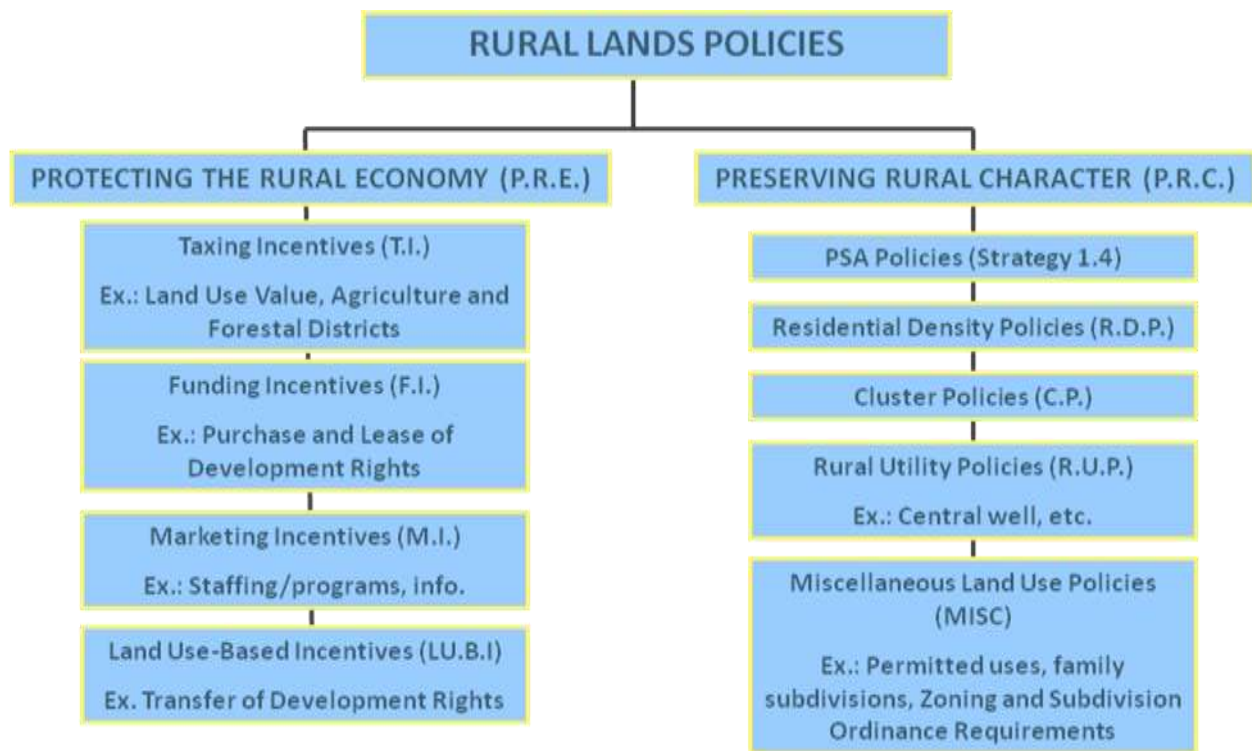 RURAL LANDS POLICIES
PROTECTING THE RURAL ECONOMY (P.R.E.)
Taxing Incentives (T.I.)
Ex.: Land Use Value, Agriculture and
Forestal Districts
Funding Incentives (F.I.)
Ex.: Purchase and Lease of
Development Rights
Marketing Incentives (M.I.)
Ex.: Staffing/programs, info.
Land Use-Based Incentives (LU.B.I)
Ex. Transfer of Development Rights
PRESERVING RURAL CHARACTER (P.R.C.)
PSA Policies (Strategy 1.4)
Residential Density Policies (R.D.P.)
Cluster Policies (C.P.)
Rural Utility Policies (R.U.P.)
Ex.: Central well, etc.
Miscellaneous Land Use Policies
(MISC)
Ex.: Permitted uses, family
subdivisions, Zoning and Subdivision
Ordinance Requirements